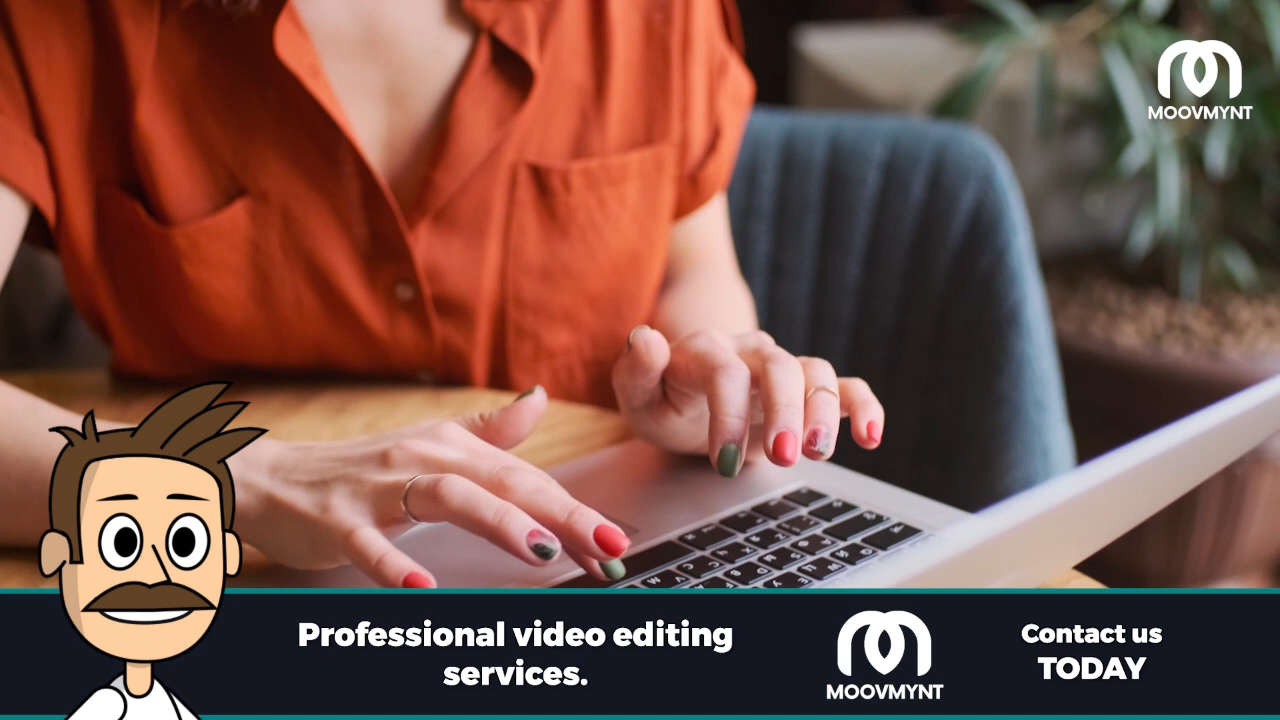 MOOVMYNT
Professional video editing
services.
MOOVMYNT
Contact us
TODAY